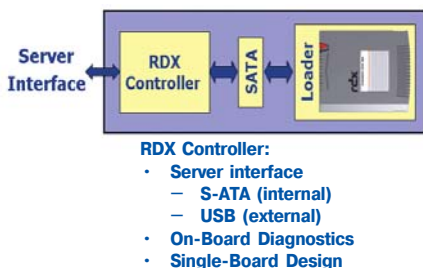 Server
Interface
RDX
Controller
SATA
Loader
rdx
RDX Controller:
· Server interface
– S-ATA (internal)
– USB (external)
· On-Board Diagnostics
· Single-Board Design